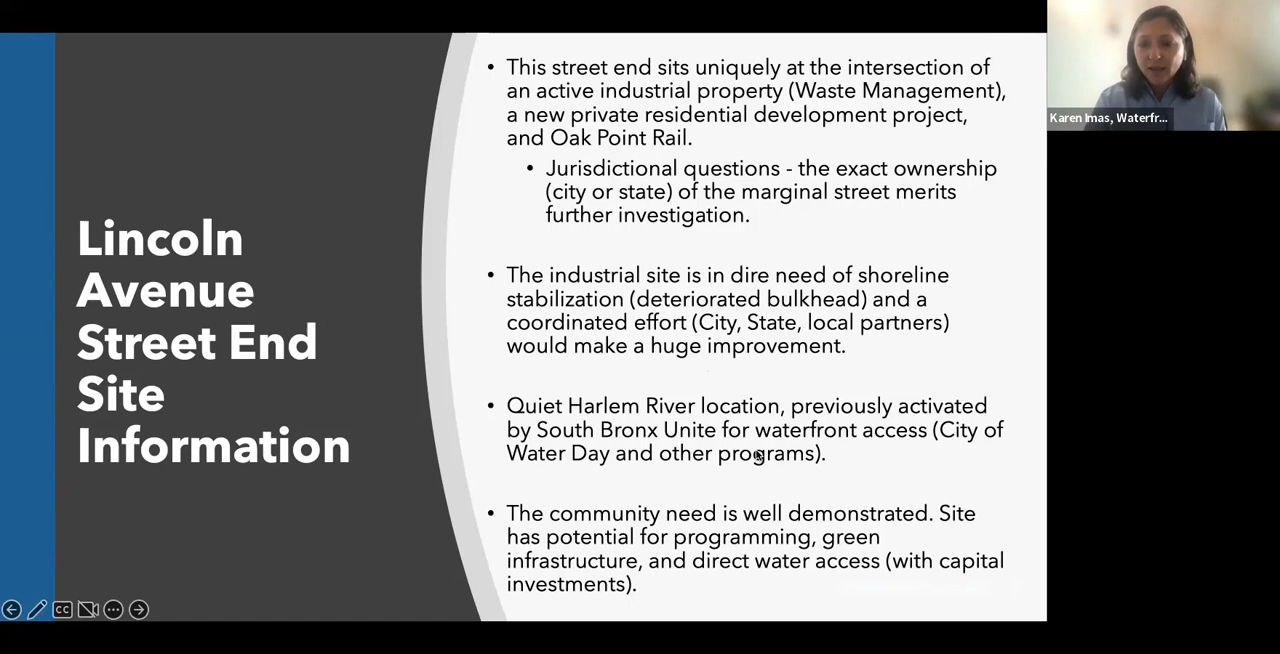 Lincoln
Avenue
Street End
Site
Information
• This street end sits uniquely at the intersection of
an active industrial property (Waste Management),
a new private residential development project,
and Oak Point Rail.
• Jurisdictional questions - the exact ownership
(city or state) of the marginal street merits
further investigation.
• The industrial site is in dire need of shoreline
stabilization (deteriorated bulkhead) and a
coordinated effort (City, State, local partners)
would make a huge improvement.
• Quiet Harlem River location, previously activated
by South Bronx Unite for waterfront access (City of
Water Day and other programs).
• The community need is well demonstrated. Site
has potential for programming, green
infrastructure, and direct water access (with capital
investments).
Karen Imas, Waterfr...
CC